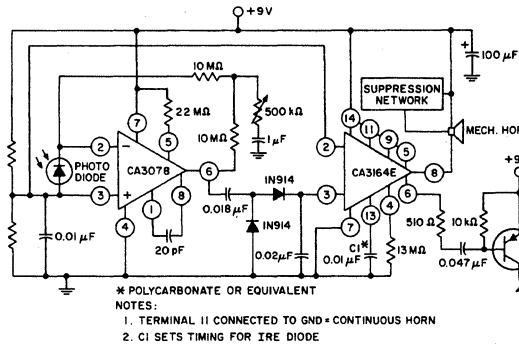 +9V
10 MΩ
+
100 μF
SUPPRESSION
NETWORK
22 MΩ
500 kΩ
10 MΩ
1 μF
7
5
14
11
9
6
MECH. HOR
2
2
PHOTO
DIODE
−
CA3078
6
CA3164E
8
+9
3
+
1N914
3
0.018 μF
6
1
8
510 Ω
10 kΩ
4
7
13
4
0.01 μF
1N914
C1*
20 pF
0.02 μF
0.01 μF
13 MΩ
0.047 μF
* POLYCARBONATE OR EQUIVALENT
NOTES:
1. TERMINAL 11 CONNECTED TO GND = CONTINUOUS HORN
2. C1 SETS TIMING FOR IRE DIODE